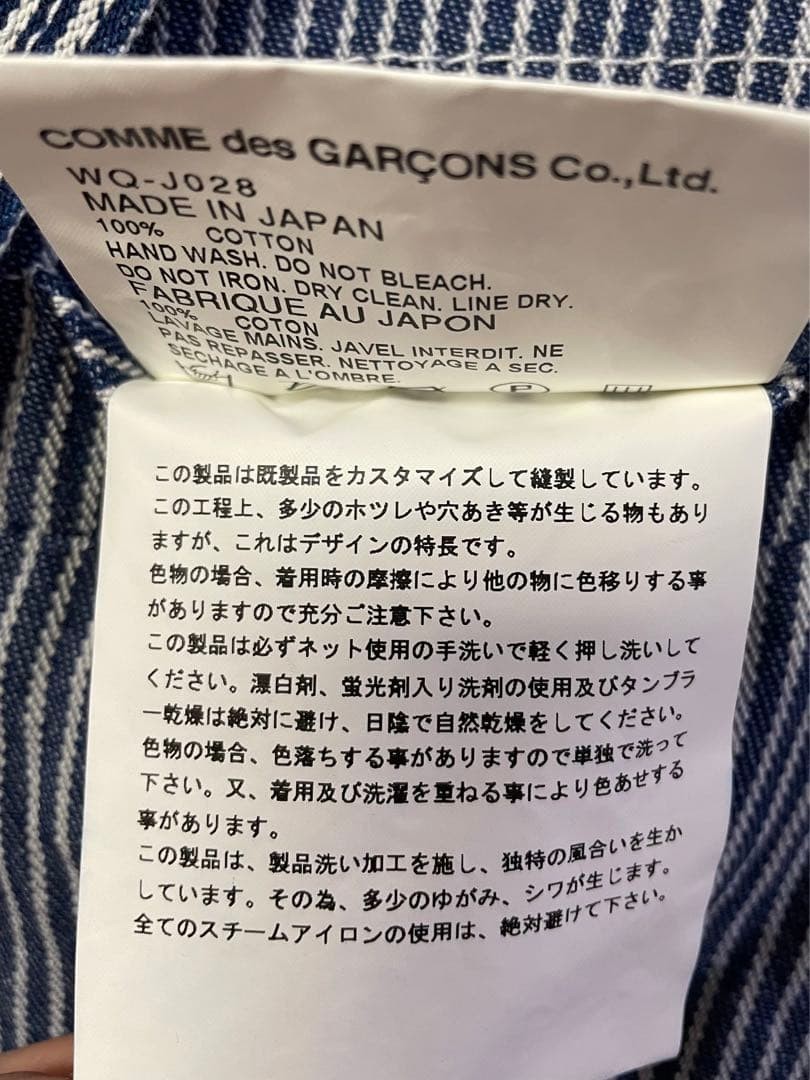 COMME des GARÇONS Co.,Ltd.
WQ-J028
MADE IN JAPAN
100% COTTON
HAND WASH. DO NOT BLEACH.
DO NOT IRON. DRY CLEAN. LINE DRY.
FABRIQUE AU JAPON
100% COTON
LAVAGE MAINS. JAVEL INTERDIT. NE
PAS REPASSER. NETTOYAGE A SEC.
SECHAGE A L'OMBRE.
P
この製品は既製品をカスタマイズして縫製しています。
この工程上、多少のホツレや穴あき等が生じる物もあり
ますが、これはデザインの特長です。
色物の場合、着用時の摩擦により他の物に色移りする事
がありますので充分ご注意下さい。
この製品は必ずネット使用の手洗いで軽く押し洗いして
ください。漂白剤、蛍光剤入り洗剤の使用及びタンブラ
ー乾燥は絶対に避け、日陰で自然乾燥をしてください。
色物の場合、色落ちする事がありますので単独で洗って
下さい。又、着用及び洗濯を重ねる事により色あせする
事があります。
この製品は、製品洗い加工を施し、独特の風合いを生か
しています。その為、多少のゆがみ、シワが生じます。
全てのスチームアイロンの使用は、絶対避けて下さい。